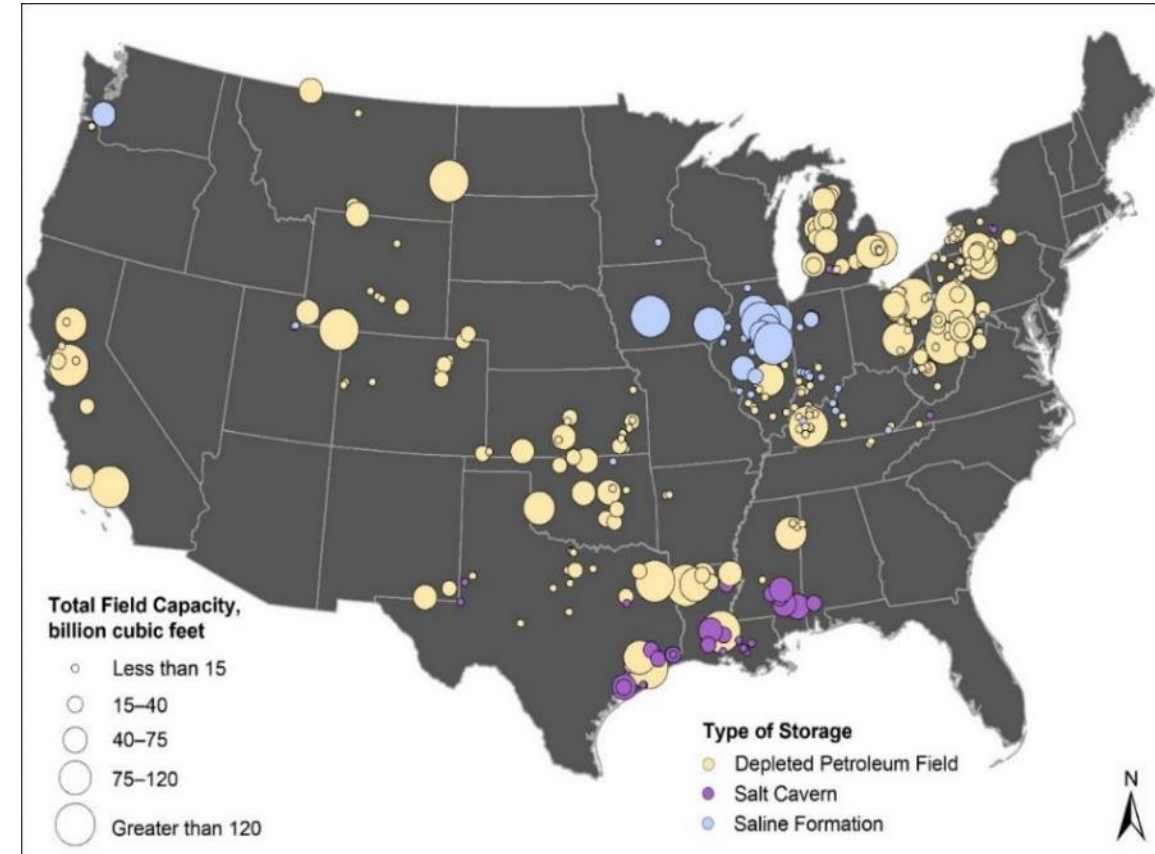 Total Field Capacity,
billion cubic feet
Less than 15
15–40
40–75
75–120
Greater than 120
Type of Storage
Depleted Petroleum Field
Salt Cavern
Saline Formation
N